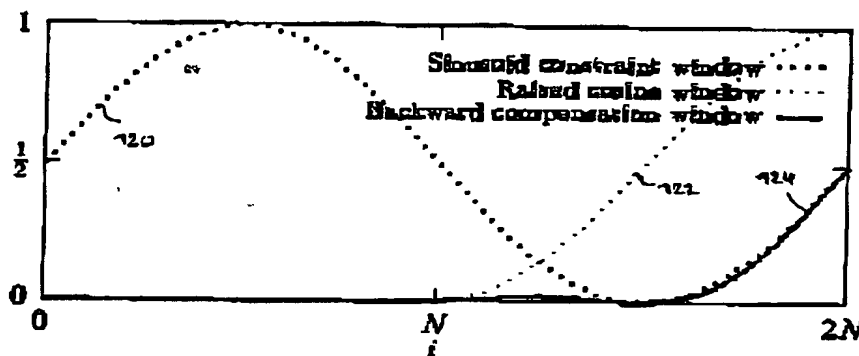 1
Sinusoid constraint window
Raised cosine window
Backward compensation window
120
1/2
122
124
0
0
N
2N
i